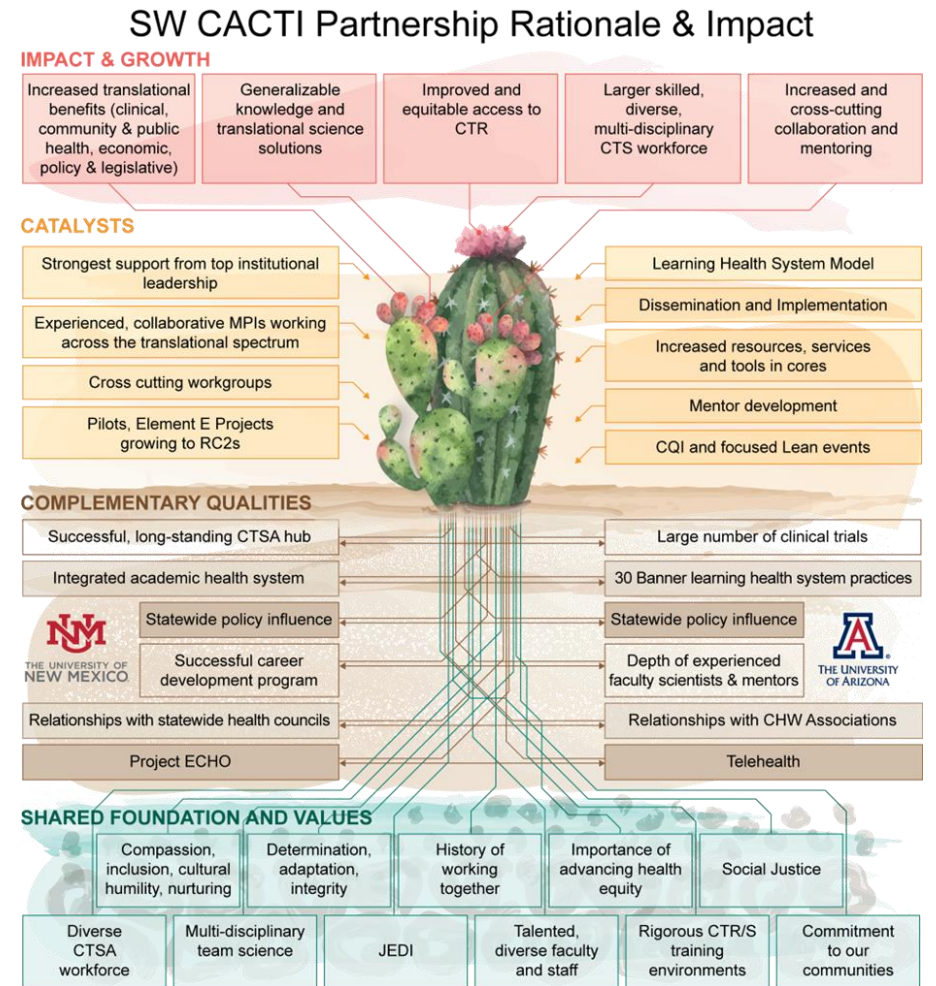 SW CACTI Partnership Rationale & Impact
IMPACT & GROWTH
Increased translational
benefits (clinical,
community & public
health, economic,
policy & legislative)
Generalizable
knowledge and
translational science
solutions
Improved and
equitable access to
CTR
Larger skilled,
diverse,
multi-disciplinary
CTS workforce
Increased and
cross-cutting
collaboration and
mentoring
CATALYSTS
Strongest support from top institutional
leadership
Experienced, collaborative MPIs working
across the translational spectrum
Cross cutting workgroups
Pilots, Element E Projects
growing to RC2s
Learning Health System Model
Dissemination and Implementation
Increased resources, services
and tools in cores
Mentor development
CQI and focused Lean events
COMPLEMENTARY QUALITIES
Successful, long-standing CTSA hub
Large number of clinical trials
Integrated academic health system
30 Banner learning health system practices
Statewide policy influence
Statewide policy influence
Successful career
development program
Depth of experienced
faculty scientists & mentors
Relationships with statewide health councils
Relationships with CHW Associations
Project ECHO
Telehealth
UNM
THE UNIVERSITY OF
NEW MEXICO
A
THE UNIVERSITY
OF ARIZONA
SHARED FOUNDATION AND VALUES
Compassion,
inclusion, cultural
humility, nurturing
Determination,
adaptation,
integrity
History of
working
together
Importance of
advancing health
equity
Social Justice
Diverse
CTSA
workforce
Multi-disciplinary
team science
JEDI
Talented,
diverse faculty
and staff
Rigorous CTR/S
training
environments
Commitment
to our
communities